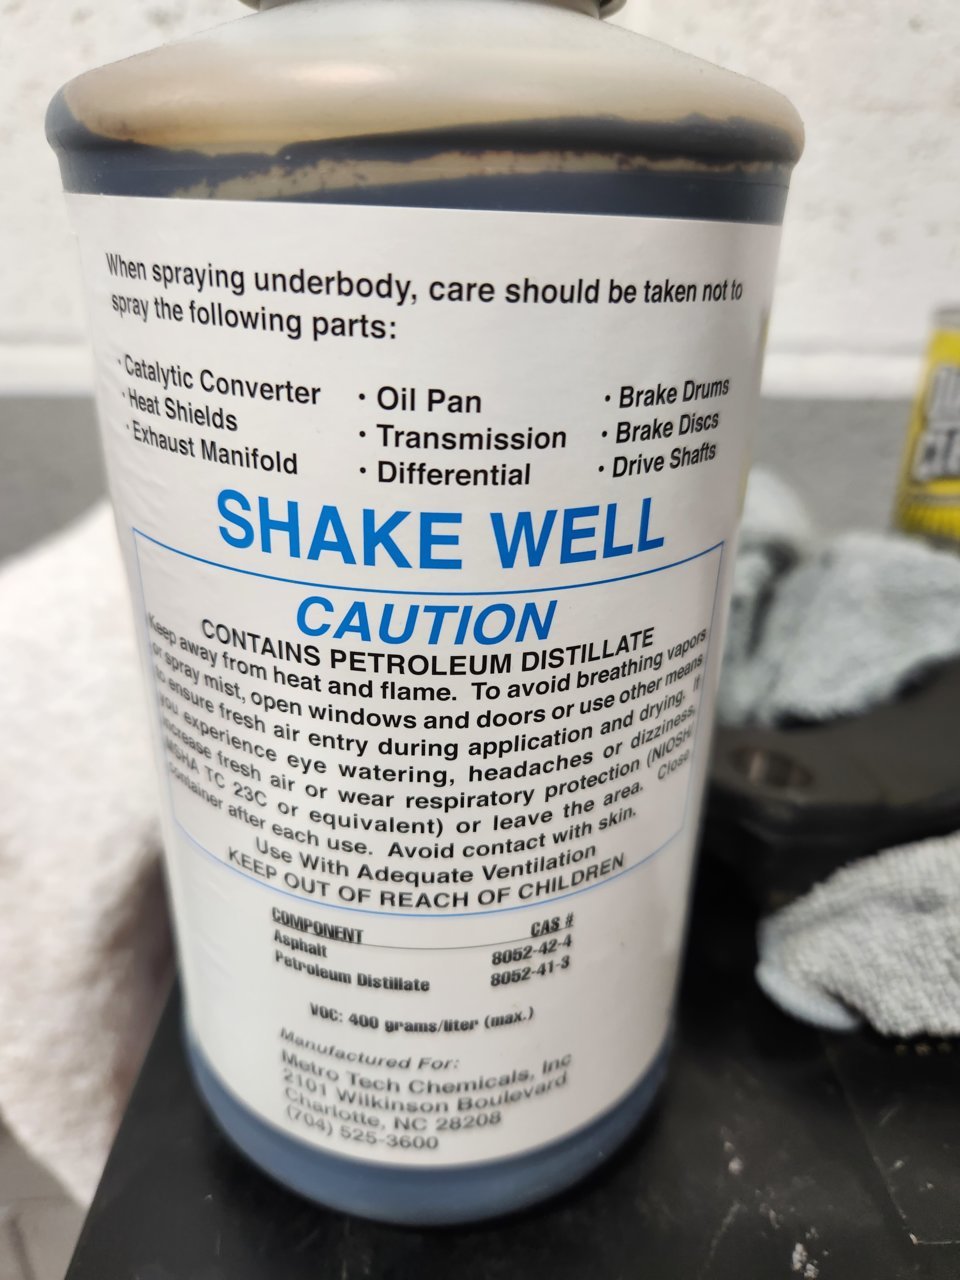 When spraying underbody, care should be taken not to
spray the following parts:
· Catalytic Converter · Oil Pan · Brake Drums
· Heat Shields · Transmission · Brake Discs
· Exhaust Manifold · Differential · Drive Shafts
SHAKE WELL
CAUTION
CONTAINS PETROLEUM DISTILLATE
Keep away from heat and flame. To avoid breathing vapors
or spray mist, open windows and doors or use other means
to ensure fresh air entry during application and drying. If
you experience eye watering, headaches or dizziness,
increase fresh air or wear respiratory protection (NIOSH/
MSHA TC 23C or equivalent) or leave the area. Close
container after each use. Avoid contact with skin.
Use With Adequate Ventilation
KEEP OUT OF REACH OF CHILDREN
COMPONENT CAS #
Asphalt 8052-42-4
Petroleum Distillate 8052-41-3
VOC: 400 grams/liter (max.)
Manufactured For:
Metro Tech Chemicals, Inc
2101 Wilkinson Boulevard
Charlotte, NC 28208
(704) 525-3600